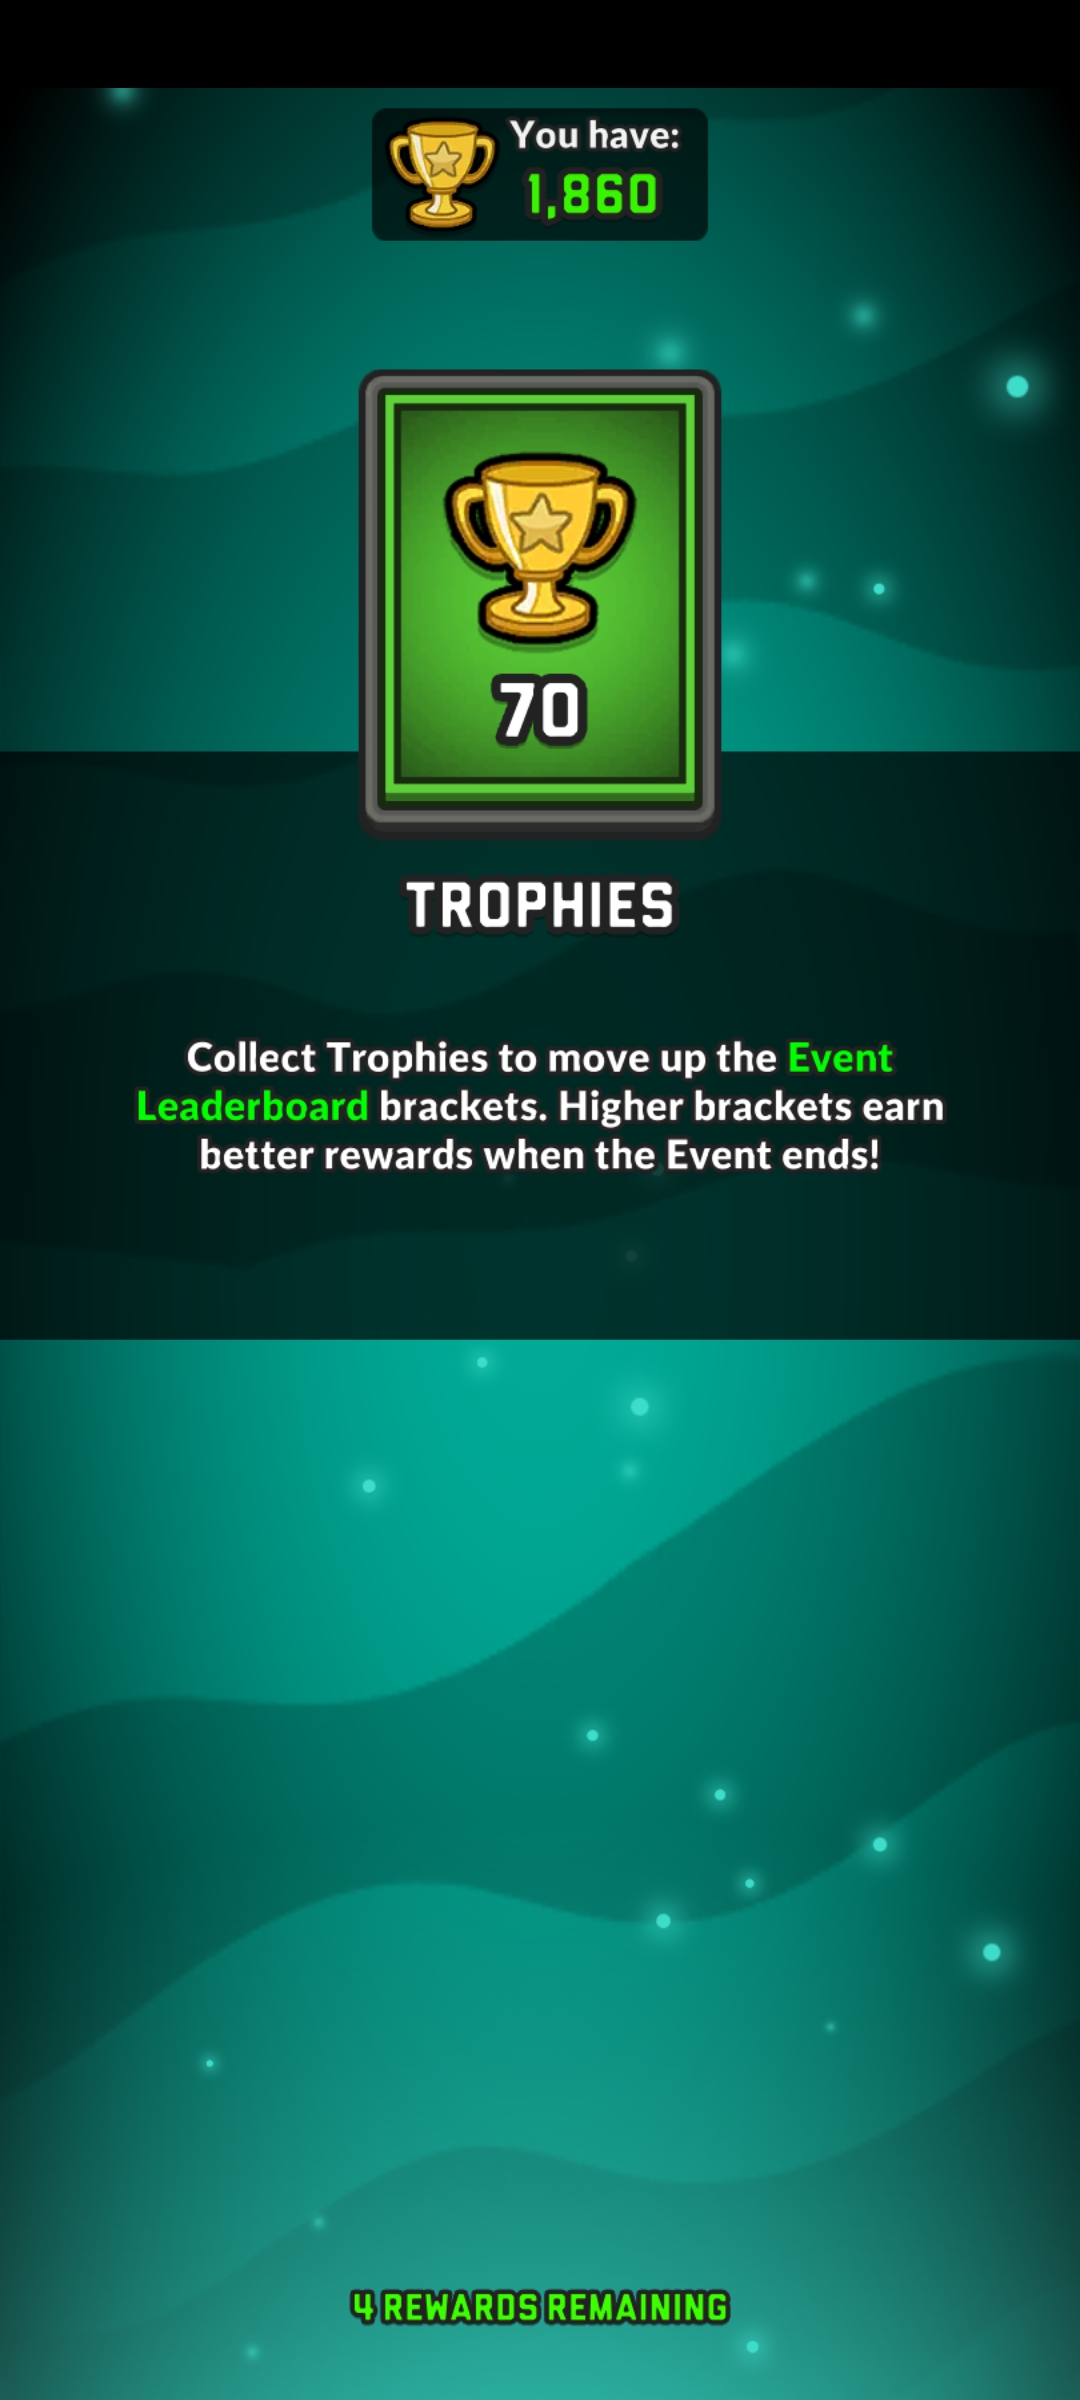 You have:
1,860
70
TROPHIES
Collect Trophies to move up the Event
Leaderboard brackets. Higher brackets earn
better rewards when the Event ends!
4 REWARDS REMAINING